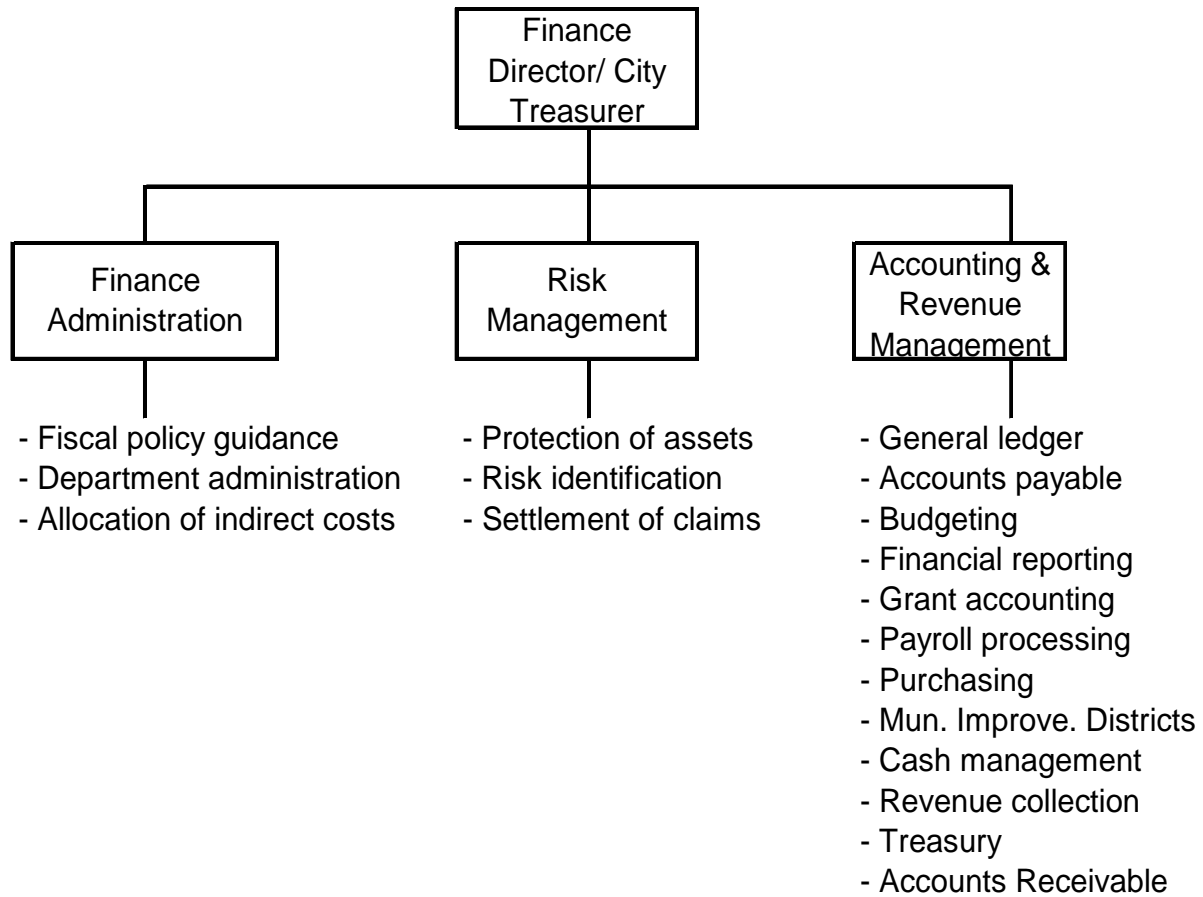 Finance
Director/ City
Treasurer
Finance
Administration
Risk
Management
Accounting &
Revenue
Management
- Fiscal policy guidance
- Department administration
- Allocation of indirect costs
- Protection of assets
- Risk identification
- Settlement of claims
- General ledger
- Accounts payable
- Budgeting
- Financial reporting
- Grant accounting
- Payroll processing
- Purchasing
- Mun. Improve. Districts
- Cash management
- Revenue collection
- Treasury
- Accounts Receivable